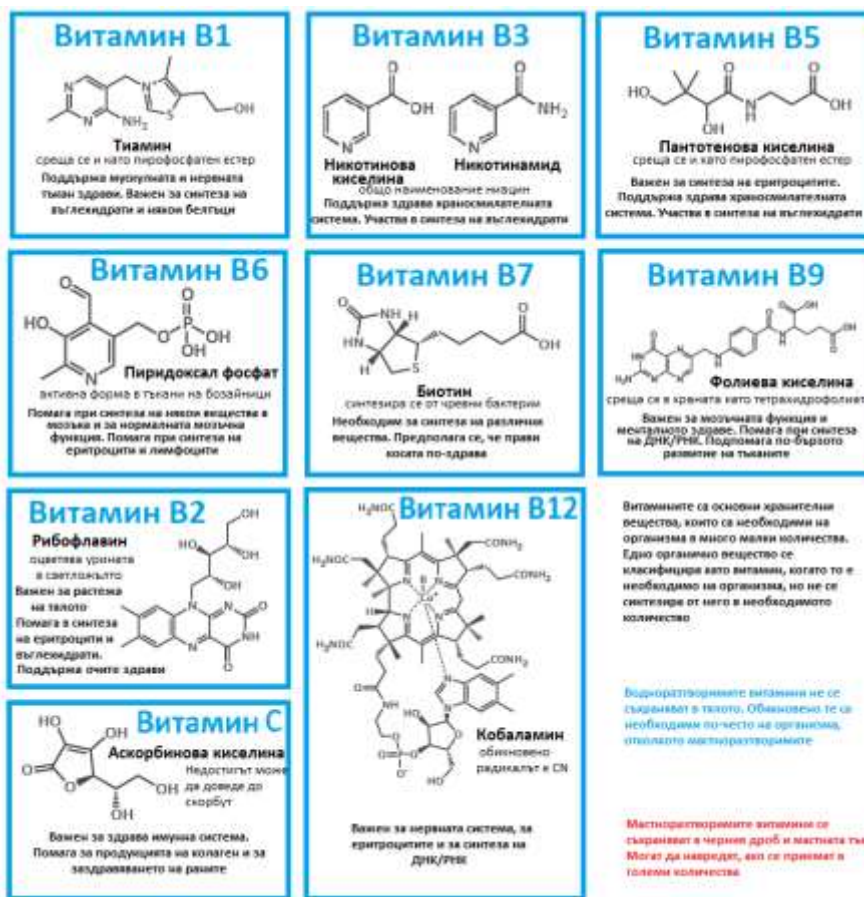 Витамин B1
Тиамин
среща се и като пирофосфатен естер
Поддържа мускулната и нервната
тъкан здрави. Важен за синтеза на
въглехидрати и някои белтъци
Витамин B3
Никотинова
киселина
Никотинамид
общо наименование ниацин
Поддържа здрава храносмилателната
система. Участва в синтеза на въглехидрати
Витамин B5
Пантотенова киселина
среща се и като пирофосфатен естер
Важен за синтеза на еритроцитите.
Поддържа здрава храносмилателната
система. Участва в синтеза на въглехидрати
Витамин B6
Пиридоксал фосфат
активна форма в тъкани на бозайници
Помага при синтеза на някои вещества в
мозъка и за нормалната мозъчна
функция. Помага при синтеза на
еритроцити и лимфоцити
Витамин B7
Биотин
синтезира се от чревни бактерии
Необходим за синтеза на различни
вещества. Предполага се, че прави
косата по-здрава
Витамин B9
Фолиева киселина
среща се в храната като тетрахидрофолиат
Важен за мозъчната функция и
менталното здраве. Помага при синтеза
на ДНК/РНК. Подпомага по-бързото
развитие на тъканите
Витамин B2
Рибофлавин
оцветява урината
в светложълто
Важен за растежа
на тялото
Помага в синтеза
на еритроцити и
въглехидрати.
Поддържа очите здрави
Витамин B12
Кобаламин
обикновено
радикалът е CN
Важен за нервната система, за
еритроцитите и за синтеза на
ДНК/РНК
Витамините са основни хранителни
вещества, които са необходими на
организма в много малки количества.
Едно органично вещество се
класифицира като витамин, когато то е
необходимо на организма, но не се
синтезира от него в необходимото
количество
Водноразтворимите витамини не се
съхраняват в тялото. Обикновено те са
необходими по-често на организма,
отколкото мастноразтворимите
Мастноразтворимите витамини се
съхраняват в черния дроб и мастната
Могат да навредят, ако се приемат в
големи количества
Витамин C
Аскорбинова киселина
Недостигът може
да доведе до
скорбут
Важен за здрава имунна система.
Помага за продукцията на колаген и за
заздравяването на раните